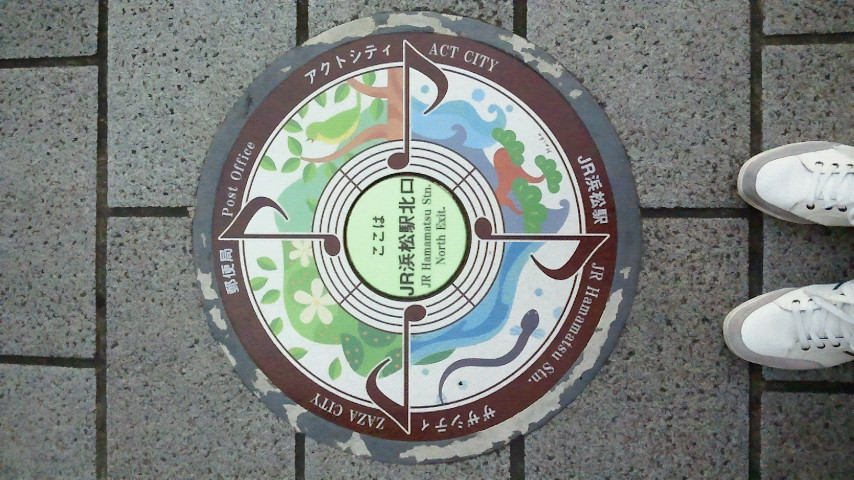 ここは
JR浜松駅北口
JR Hamamatsu Stn.
North Exit.
アクトシティ
ACT CITY
JR浜松駅
JR Hamamatsu Stn.
ザザシティ
ZAZA CITY
郵便局
Post Office